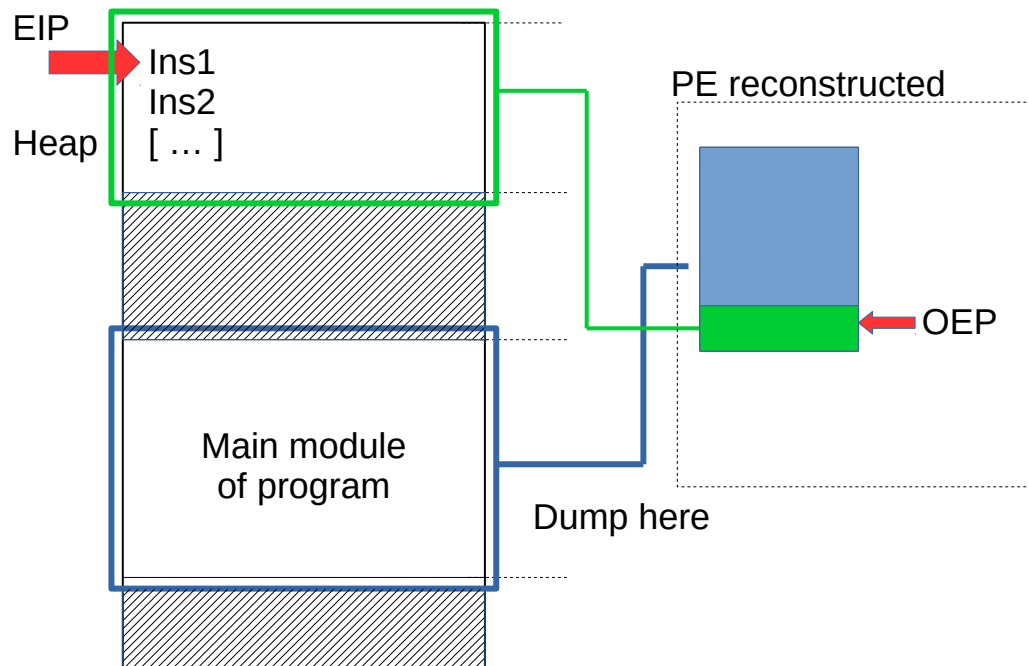 EIP
Ins1
Ins2
Heap
[ ... ]
PE reconstructed
OEP
Main module
of program
Dump here